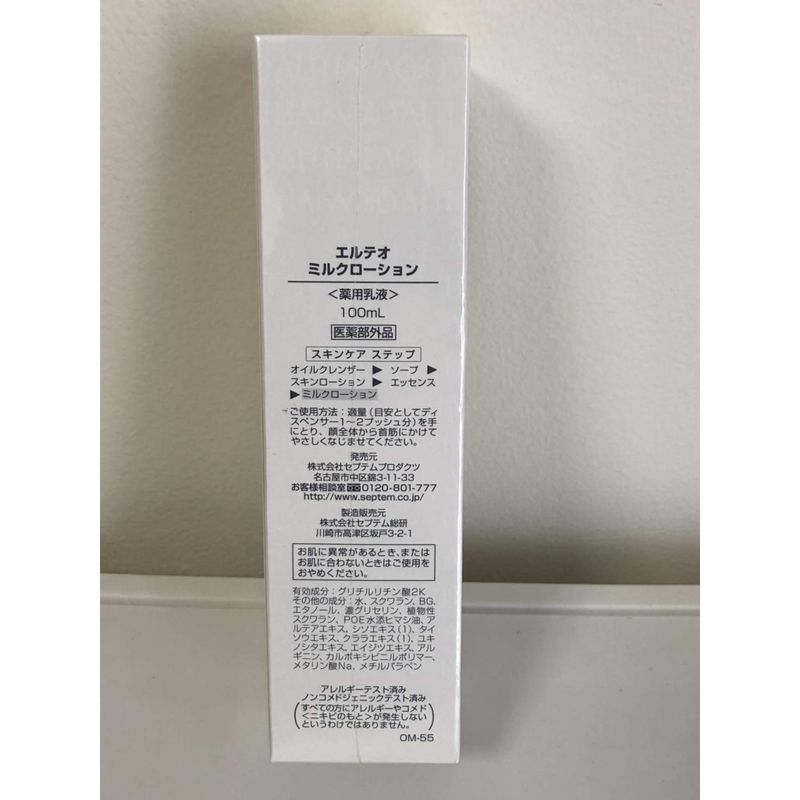 エルテオ
ミルクローション
＜薬用乳液＞
100mL
医薬部外品
スキンケア ステップ
オイルクレンザー ▶ ソープ ▶
スキンローション ▶ エッセンス
▶ミルクローション
ご使用方法：適量（目安としてディ
スペンサー1～2プッシュ分）を手
にとり、顔全体から首筋にかけて
やさしくなじませてください。
発売元
株式会社セプテムプロダクツ
名古屋市中区錦3-11-33
お客様相談室 0120-801-777
http://www.septem.co.jp/
製造販売元
株式会社セプテム総研
川崎市高津区坂戸3-2-1
お肌に異常があるとき、または
お肌に合わないときはご使用を
おやめください。
有効成分：グリチルリチン酸2K
その他の成分：水、スクワラン、BG、
エタノール、濃グリセリン、植物性
スクワラン、POE水添ヒマシ油、ア
ルテアエキス、シソエキス(1)、タイ
ソウエキス、クララエキス(1)、ユキ
ノシタエキス、エイジツエキス、アル
ギニン、カルボキシビニルポリマー、
メタリン酸Na、メチルパラベン
アレルギーテスト済み
ノンコメドジェニックテスト済み
（すべての方にアレルギーやコメド
＜ニキビのもと＞が発生しない
というわけではありません。）
OM-55